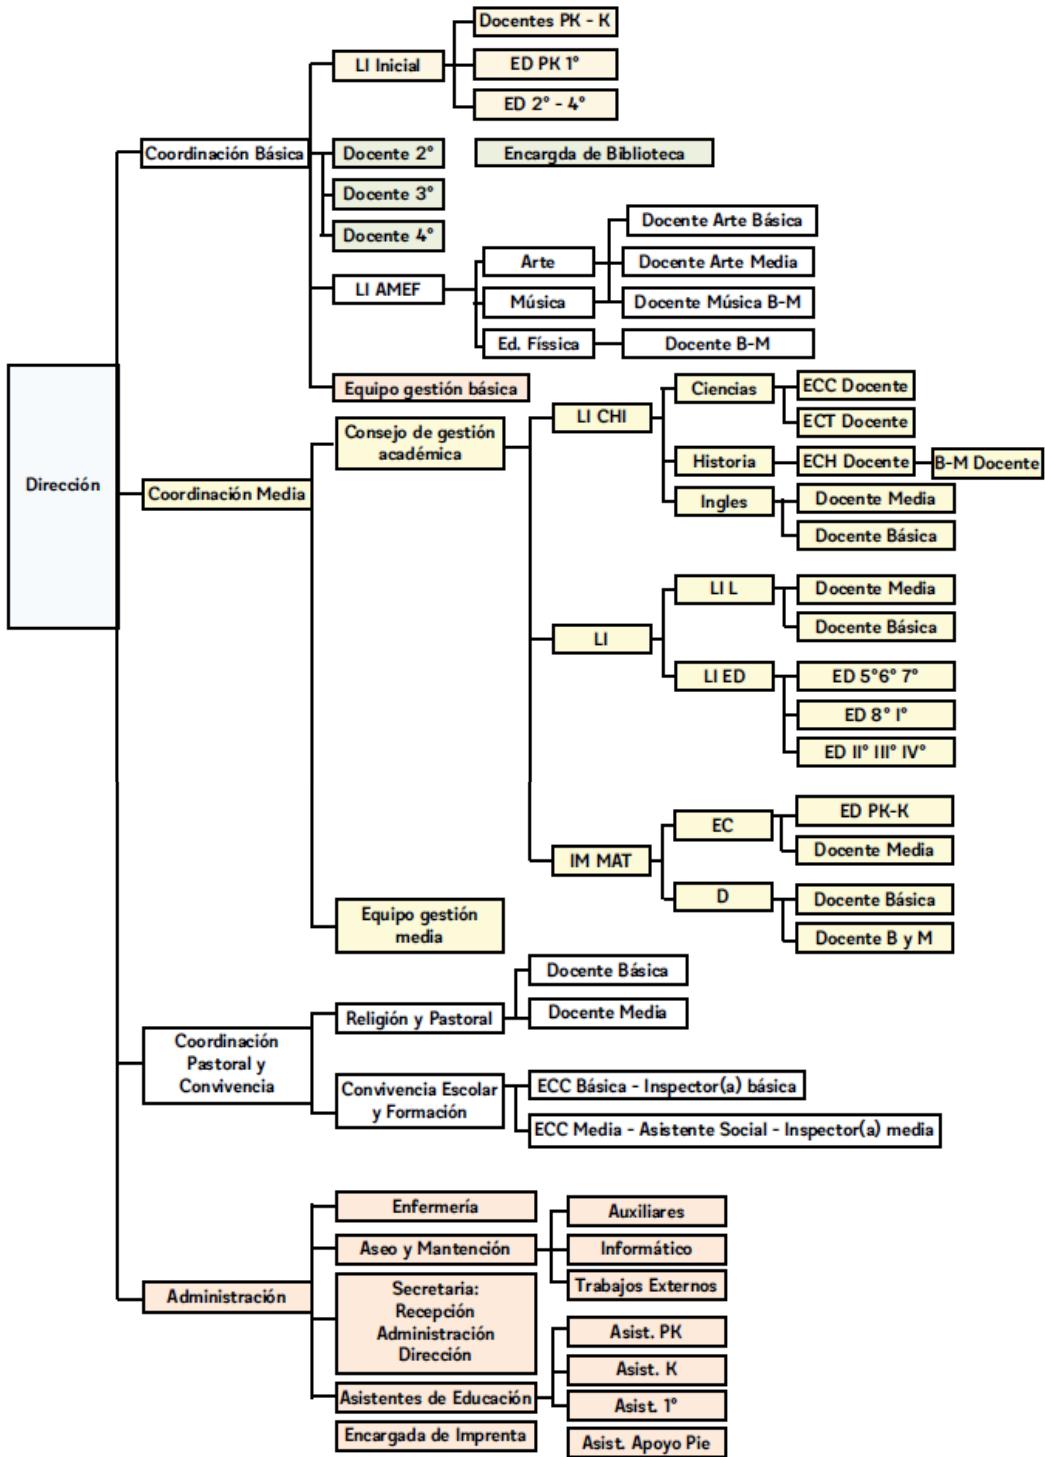 Docentes PK - K
LI Inicial
ED PK 1°
ED 2° - 4°
Coordinación Básica
Docente 2°
Encargda de Biblioteca
Docente 3°
Docente 4°
Docente Arte Básica
Arte
Docente Arte Media
LI AMEF
Música
Docente Música B-M
Ed. Físsica
Docente B-M
Equipo gestión básica
Dirección
Coordinación Media
Consejo de gestión
académica
LI CHI
Ciencias
ECC Docente
ECT Docente
Historia
ECH Docente
B-M Docente
Ingles
Docente Media
Docente Básica
LI
LI L
Docente Media
Docente Básica
LI ED
ED 5°6° 7°
ED 8° I°
ED II° III° IV°
IM MAT
EC
ED PK-K
Docente Media
D
Docente Básica
Docente B y M
Equipo gestión
media
Coordinación
Pastoral y
Convivencia
Religión y Pastoral
Docente Básica
Docente Media
Convivencia Escolar
y Formación
ECC Básica - Inspector(a) básica
ECC Media - Asistente Social - Inspector(a) media
Administración
Enfermería
Aseo y Mantención
Auxiliares
Informático
Trabajos Externos
Secretaria:
Recepción
Administración
Dirección
Asistentes de Educación
Asist. PK
Asist. K
Asist. 1°
Encargada de Imprenta
Asist. Apoyo Pie